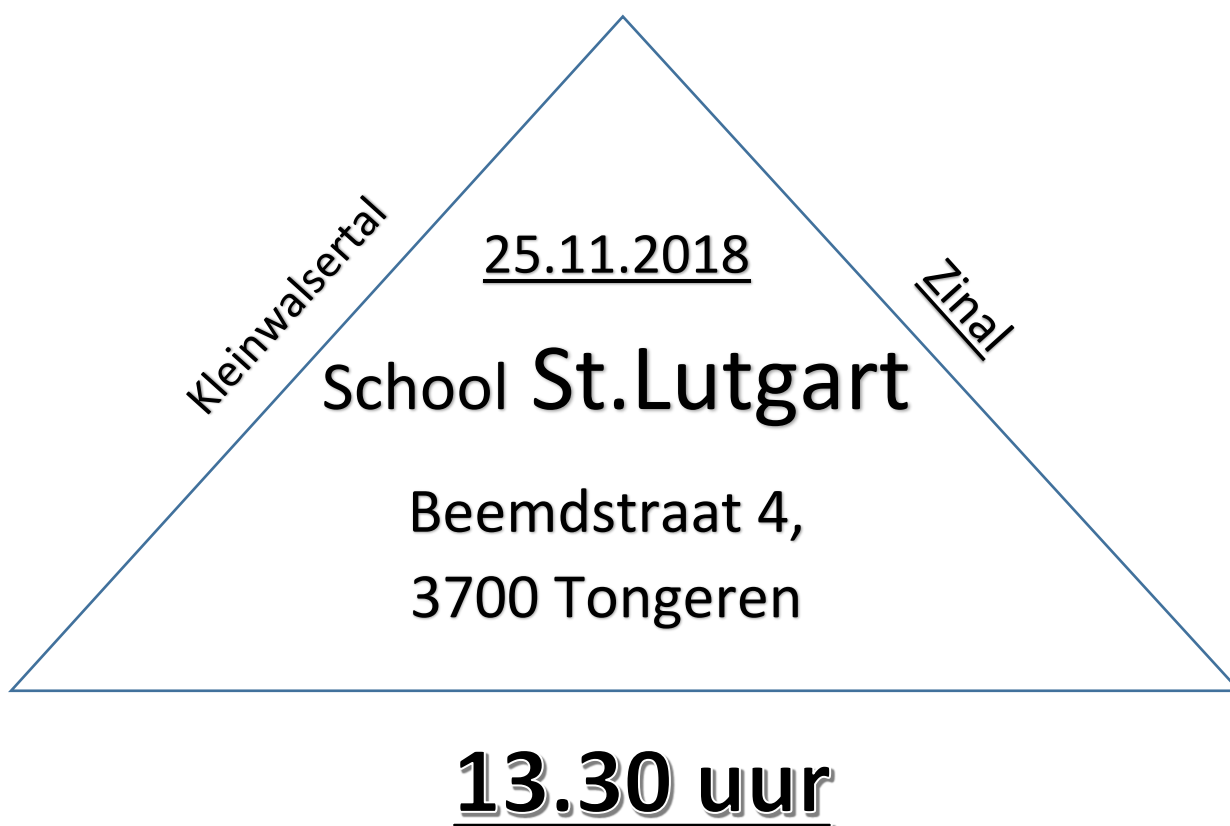 Kleinwalsertal
Zinal
25.11.2018
School St.Lutgart
Beemdstraat 4,
3700 Tongeren
13.30 uur